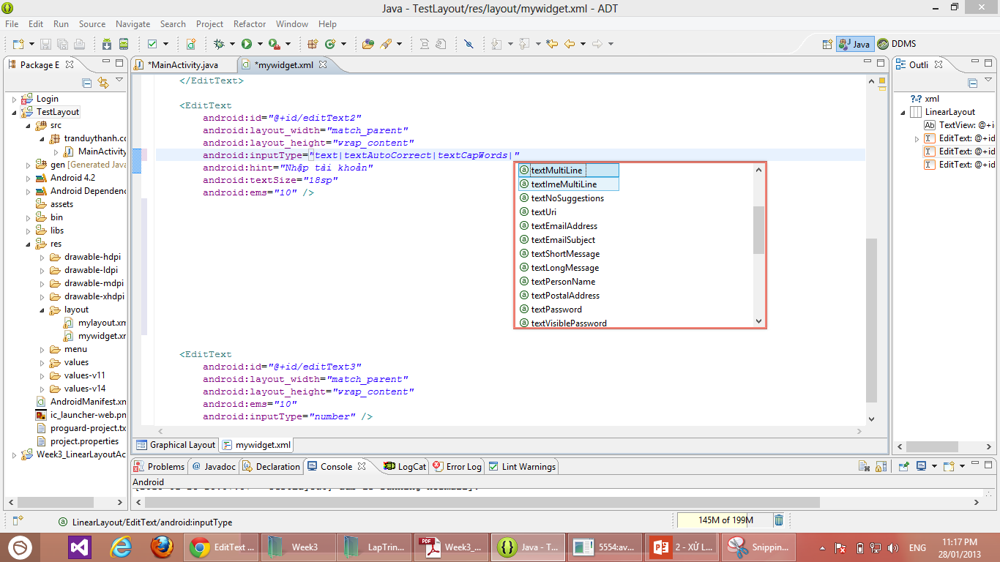 Java - TestLayout/res/layout/mywidget.xml - ADT
File Edit Run Source Navigate Search Project Refactor Window Help
Java DDMS
Package E
Login
TestLayout
src
tranduythanh.co
MainActivity
gen [Generated Java
Android 4.2
Android Dependenc
assets
bin
libs
res
drawable-hdpi
drawable-ldpi
drawable-mdpi
drawable-xhdpi
layout
mylayout.xm
mywidget.xr
menu
values
values-v11
values-v14
AndroidManifest.xm
ic_launcher-web.pn
proguard-project.tx
project.properties
Week3_LinearLayoutAc
*MainActivity.java *mywidget.xml
</EditText>
<EditText
android:id="@+id/editText2"
android:layout_width="match_parent"
android:layout_height="wrap_content"
android:inputType="text|textAutoCorrect|textCapWords|"
android:hint="Nhập tài khoản"
android:textSize="18sp"
android:ems="10" />
textMultiLine
textImeMultiLine
textNoSuggestions
textUri
textEmailAddress
textEmailSubject
textShortMessage
textLongMessage
textPersonName
textPostalAddress
textPassword
textVisiblePassword
<EditText
android:id="@+id/editText3"
android:layout_width="match_parent"
android:layout_height="wrap_content"
android:ems="10"
android:inputType="number" />
Graphical Layout mywidget.xml
Outli
xml
LinearLayout
TextView: @+i
EditText: @+id
EditText: @+id
EditText: @+id
Problems Javadoc Declaration Console LogCat Error Log Lint Warnings
Android
LinearLayout/EditText/android:inputType
145M of 199M
EditText ... Week3 LapTrin... Week3_... Java - T... 5554:av... 2 - XỬ L... Snippin...
ENG
11:17 PM
28/01/2013